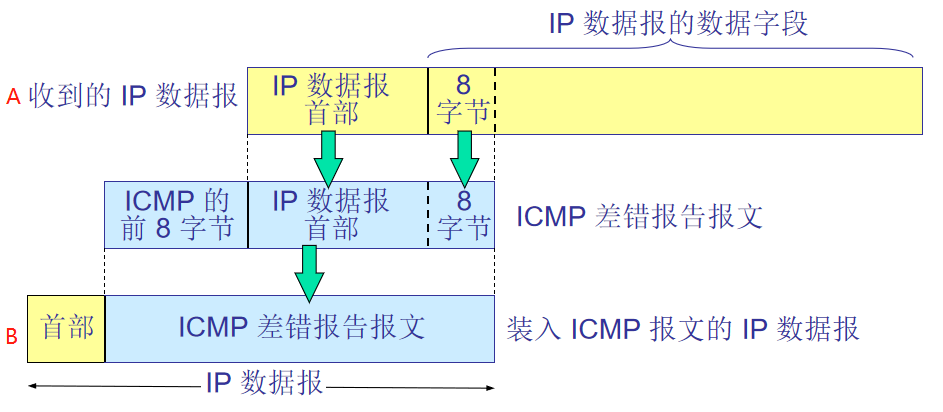 IP 数据报的数据字段
A 收到的 IP 数据报
IP 数据报
首部
8
字节
ICMP 的
前 8 字节
IP 数据报
首部
8
字节
ICMP 差错报告报文
B
首部
ICMP 差错报告报文
装入 ICMP 报文的 IP 数据报
IP 数据报